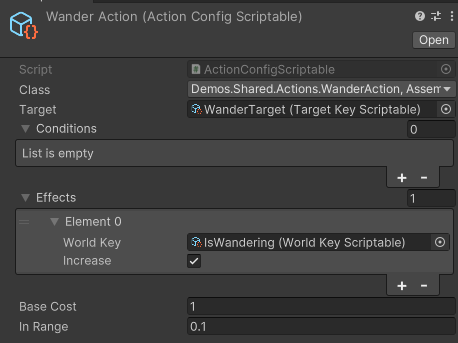 Wander Action (Action Config Scriptable)
Open
Script ActionConfigScriptable
Class Demos.Shared.Actions.WanderAction, Assem
Target WanderTarget (Target Key Scriptable)
Conditions 0
List is empty
+ -
Effects 1
Element 0
World Key IsWandering (World Key Scriptable)
Increase
+ -
Base Cost 1
In Range 0.1